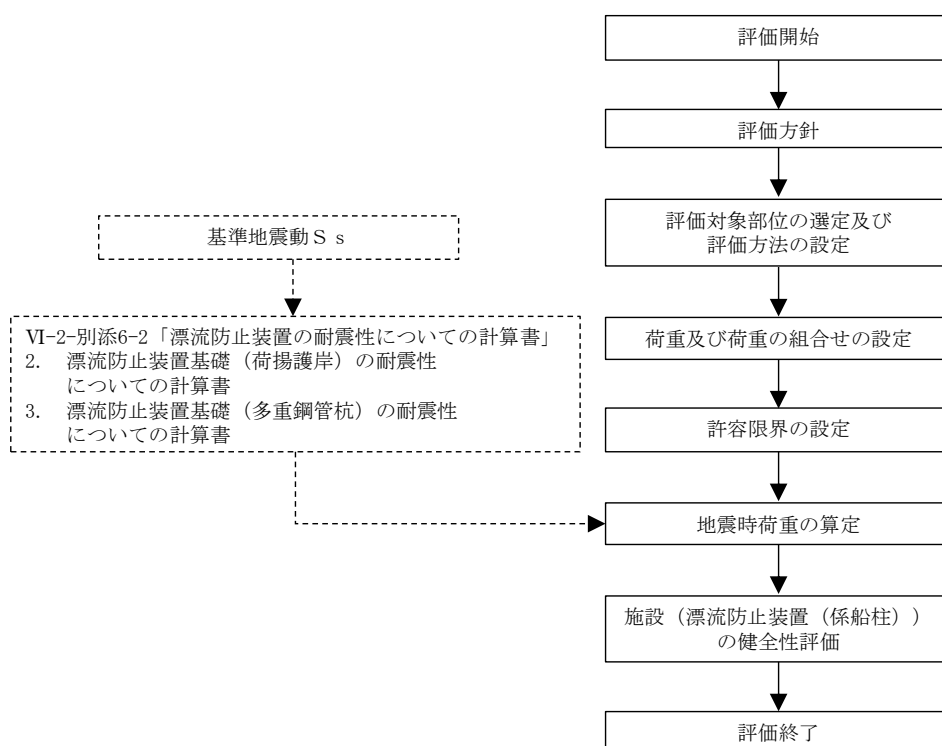 評価開始
評価方針
評価対象部位の選定及び
評価方法の設定
基準地震動Ｓｓ
Ⅵ-2-別添6-2「漂流防止装置の耐震性についての計算書」
2. 漂流防止装置基礎（荷揚護岸）の耐震性
についての計算書
3. 漂流防止装置基礎（多重鋼管杭）の耐震性
についての計算書
荷重及び荷重の組合せの設定
許容限界の設定
地震時荷重の算定
施設（漂流防止装置（係船柱））
の健全性評価
評価終了